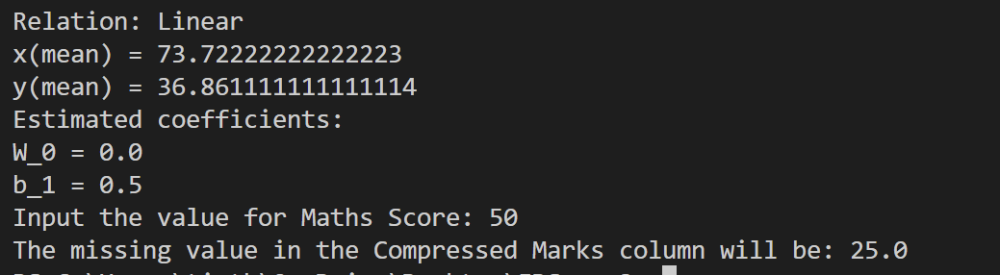 Relation: Linear
x(mean) = 73.72222222222223
y(mean) = 36.861111111111114
Estimated coefficients:
W_0 = 0.0
b_1 = 0.5
Input the value for Maths Score: 50
The missing value in the Compressed Marks column will be: 25.0